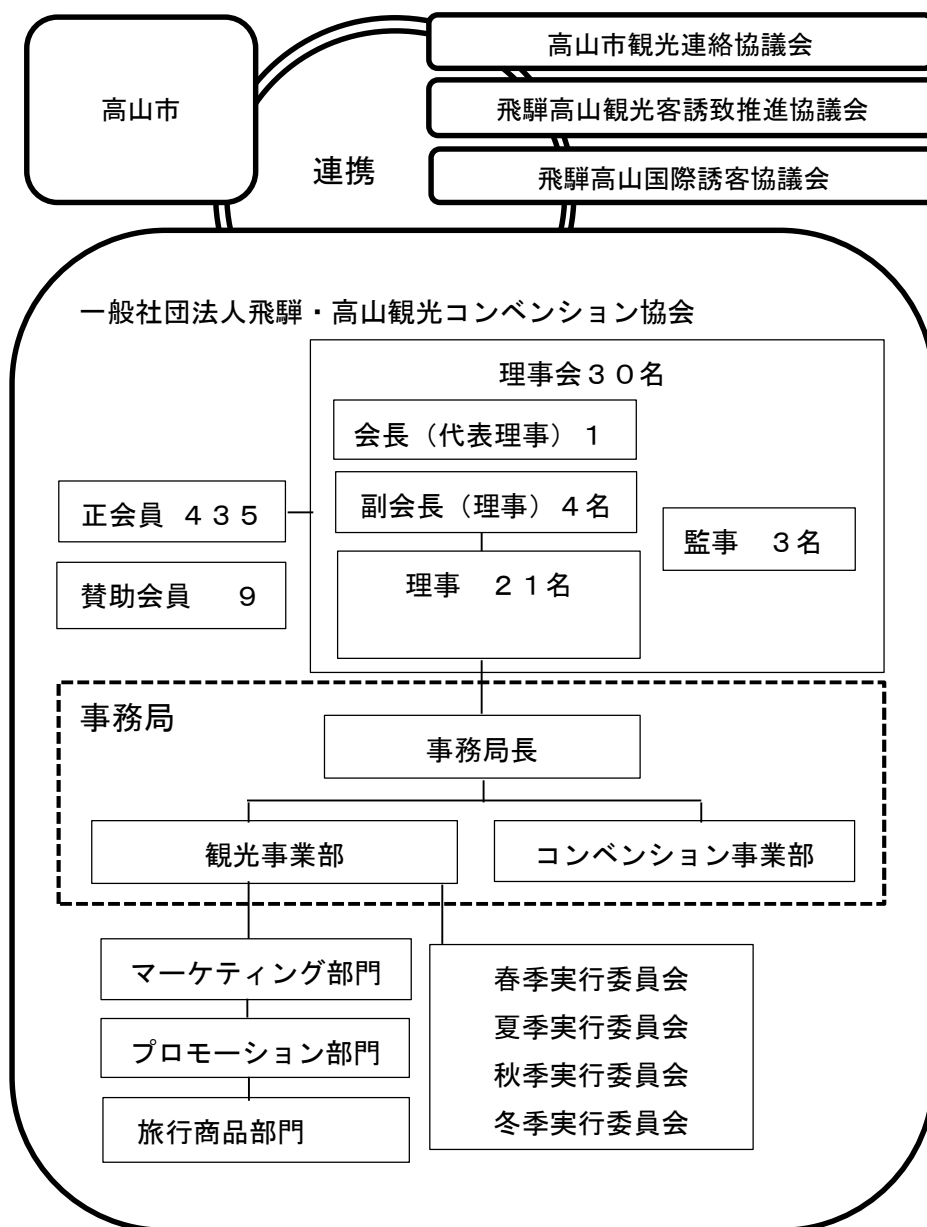 高山市
高山市観光連絡協議会
飛騨高山観光客誘致推進協議会
飛騨高山国際誘客協議会
連携
一般社団法人飛騨・高山観光コンベンション協会
理事会３０名
会長（代表理事）１
副会長（理事）４名
正会員　４３５
監事　３名
賛助会員　９
理事　２１名
事務局
事務局長
観光事業部
コンベンション事業部
マーケティング部門
プロモーション部門
旅行商品部門
春季実行委員会
夏季実行委員会
秋季実行委員会
冬季実行委員会